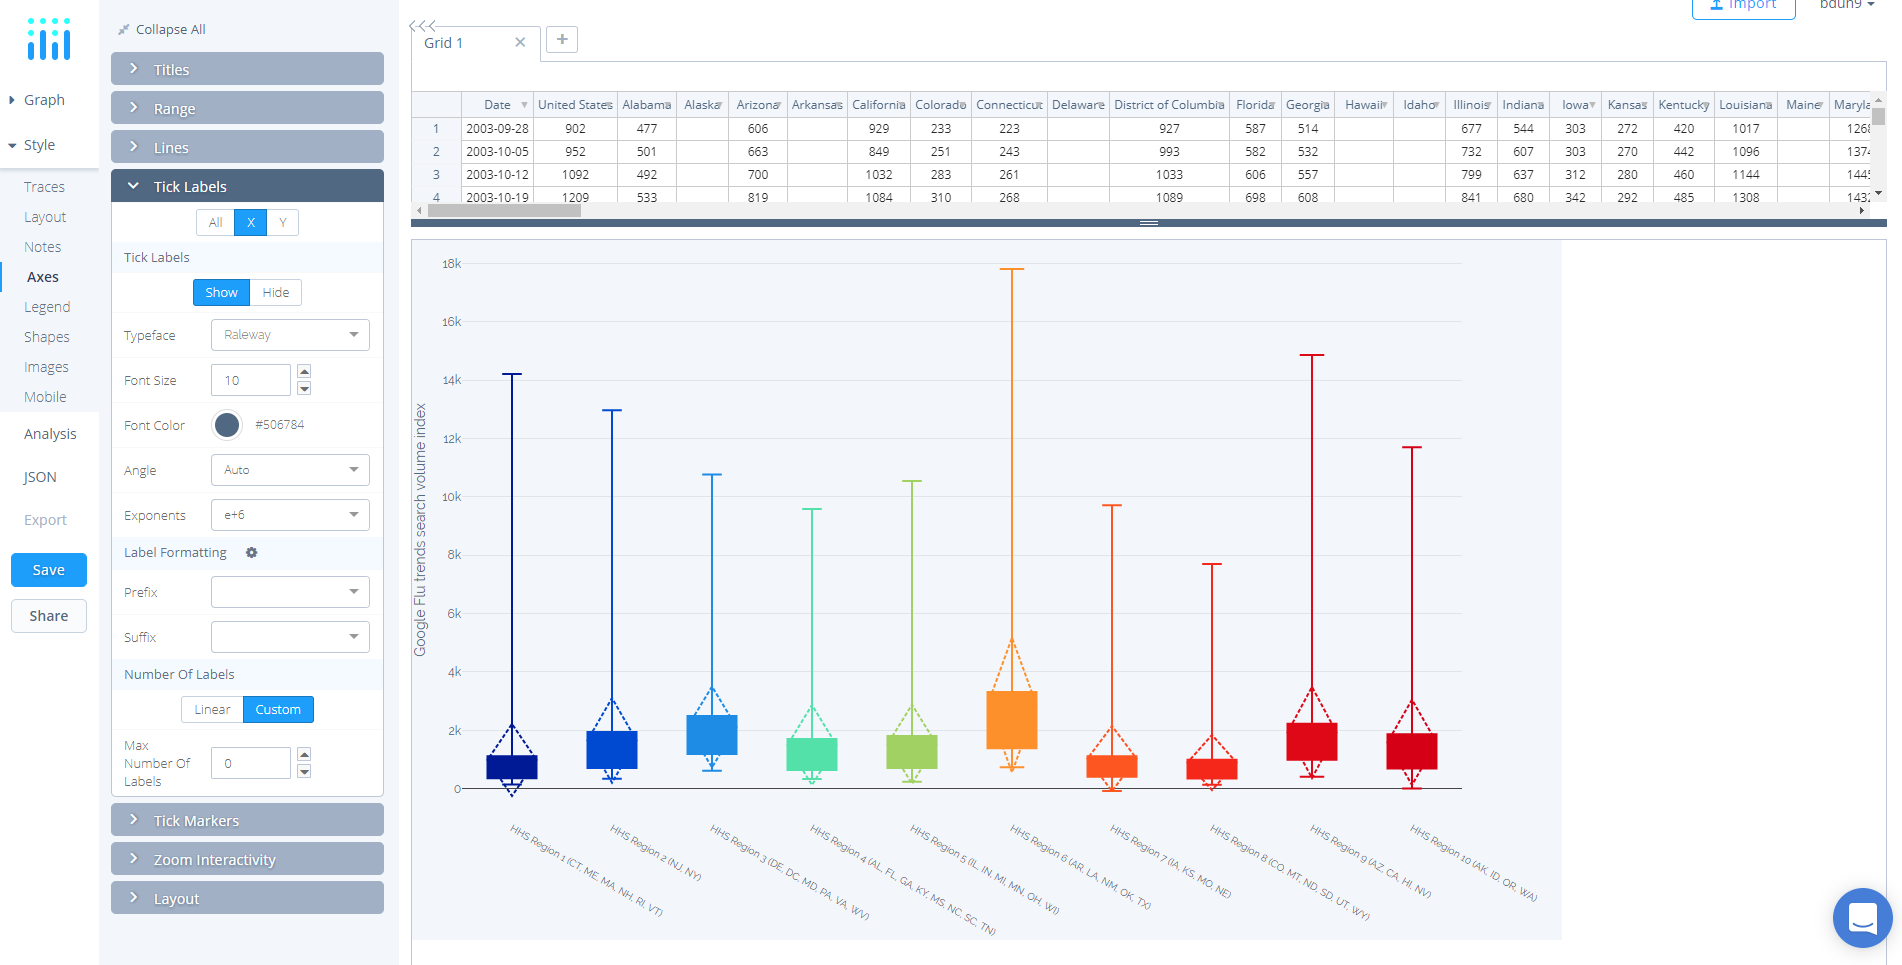 Collapse All
Titles
Range
Lines
Tick Labels
All X Y
Tick Labels
Show Hide
Typeface Raleway
Font Size 10
Font Color #506784
Angle Auto
Exponents e+6
Label Formatting
Prefix
Suffix
Number Of Labels
Linear Custom
Max
Number Of 0
Labels
Tick Markers
Zoom Interactivity
Layout
Graph
Style
Traces
Layout
Notes
Axes
Legend
Shapes
Images
Mobile
Analysis
JSON
Export
Save
Share
Import bdun9
Grid 1 × +
Date United States Alabama Alaska Arizona Arkansas California Colorado Connecticut Delaware District of Columbia Florida Georgia Hawaii Idaho Illinois Indiana Iowa Kansas Kentucky Louisiana Maine Maryla
1 2003-09-28 902 477 606 929 233 223 927 587 514 677 544 303 272 420 1017 1268
2 2003-10-05 952 501 663 849 251 243 993 582 532 732 607 303 270 442 1096 1374
3 2003-10-12 1092 492 700 1032 283 261 1033 606 557 799 637 312 280 460 1144 1445
4 2003-10-19 1209 533 819 1084 310 268 1089 698 608 841 680 342 292 485 1308 1432
18k
16k
14k
12k
10k
8k
6k
4k
2k
0
Google Flu trends search volume index
HHS Region 1 (CT, ME, MA, NH, RI, VT)
HHS Region 2 (NJ, NY)
HHS Region 3 (DE, DC, MD, PA, VA, WV)
HHS Region 4 (AL, FL, GA, KY, MS, NC, SC, TN)
HHS Region 5 (IL, IN, MI, MN, OH, WI)
HHS Region 6 (AR, LA, NM, OK, TX)
HHS Region 7 (IA, KS, MO, NE)
HHS Region 8 (CO, MT, ND, SD, UT, WY)
HHS Region 9 (AZ, CA, HI, NV)
HHS Region 10 (AK, ID, OR, WA)